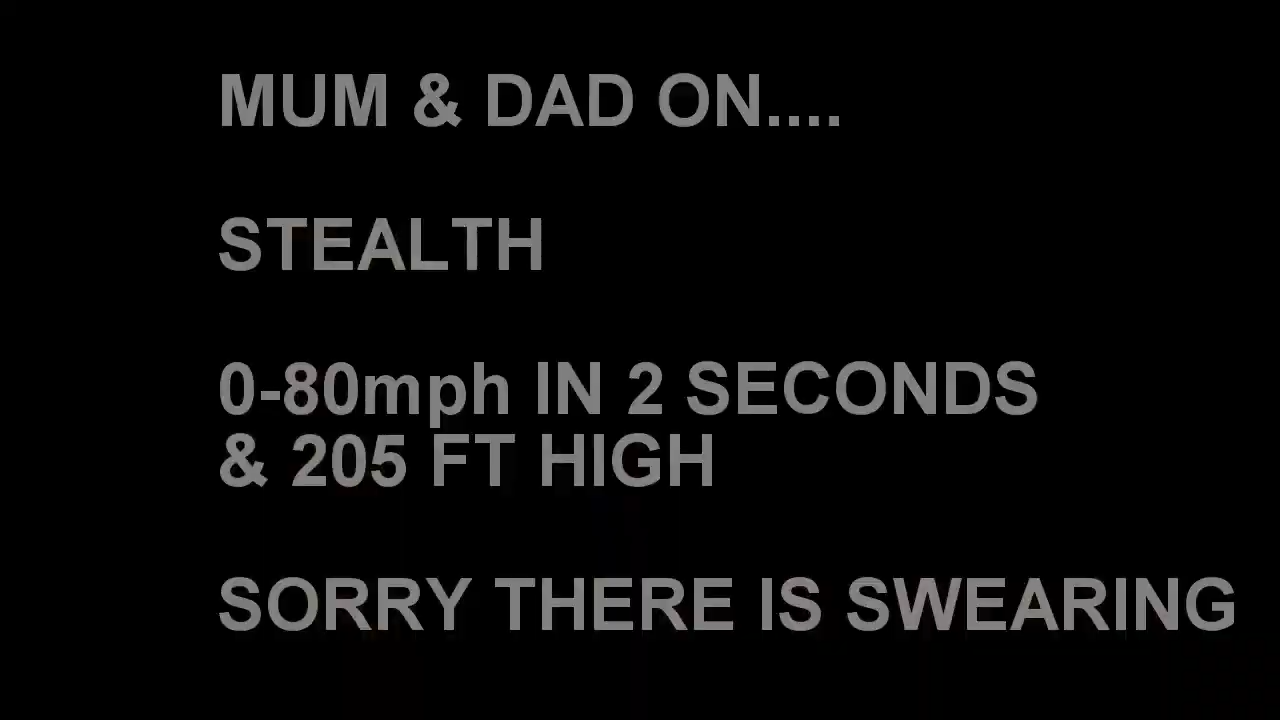 MUM & DAD ON....
STEALTH
0-80mph IN 2 SECONDS
& 205 FT HIGH
SORRY THERE IS SWEARING